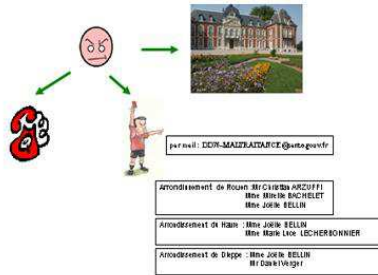 par mail : DDJV-MALTRAITANCE@
Arrondissement de Rouen : Mr Christian ARZUFFI
Mme Mireille BACHELET
Mme Joëlle BELLIN
Arrondissement du Havre : Mme Joëlle BELLIN
Mme Marie Luce LECHERBONNIER
Arrondissement de Dieppe : Mme Joëlle BELLIN
Mr Daniel Verger